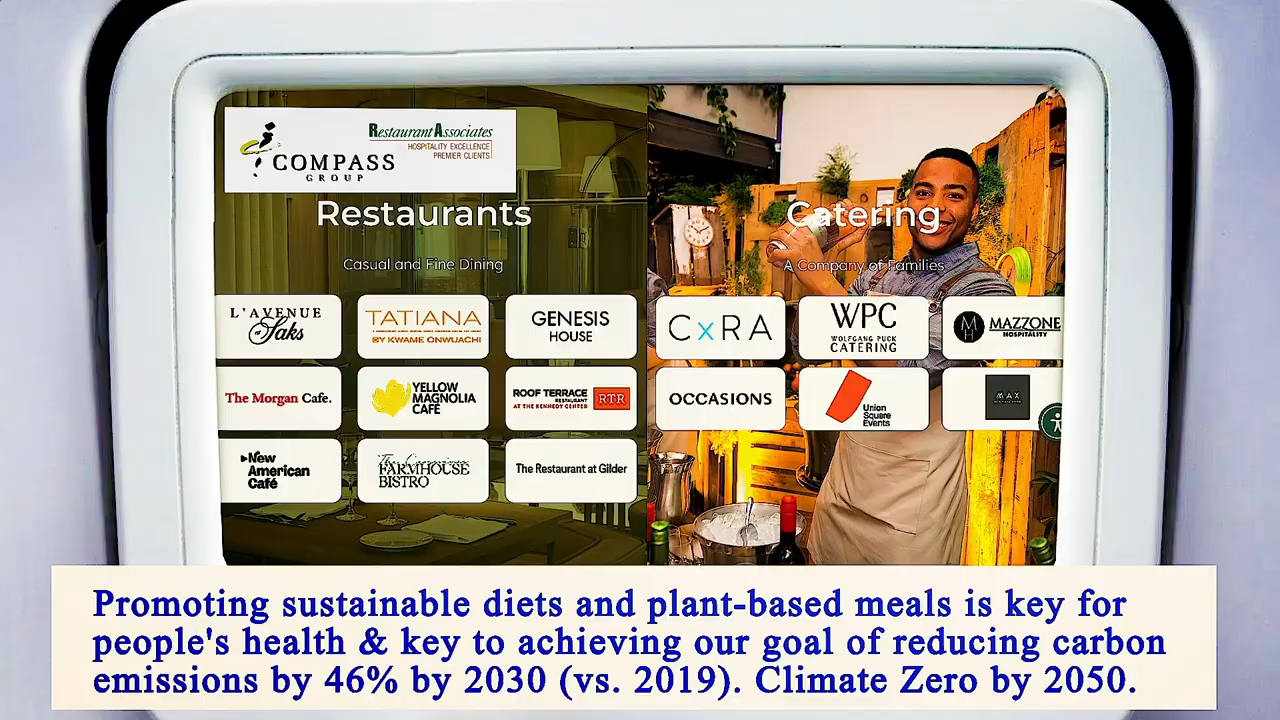 COMPASS
GROUP
Restaurant Associates
HOSPITALITY EXCELLENCE
PREMIER CLIENTS
Restaurants
Casual and Fine Dining
L'AVENUE
at Saks
TATIANA
BY KWAME ONWUACHI
GENESIS
HOUSE
The Morgan Cafe.
YELLOW
MAGNOLIA
CAFÉ
ROOF TERRACE
RESTAURANT
AT THE KENNEDY CENTER
RTR
New
American
Café
FARMHOUSE
BISTRO
The Restaurant at Gilder
Catering
A Company of Families
CxRA
WPC
WOLFGANG PUCK
CATERING
MH
MAZZONE
HOSPITALITY
OCCASIONS
Union
Square
Events
MAX
Promoting sustainable diets and plant-based meals is key for
people's health & key to achieving our goal of reducing carbon
emissions by 46% by 2030 (vs. 2019). Climate Zero by 2050.